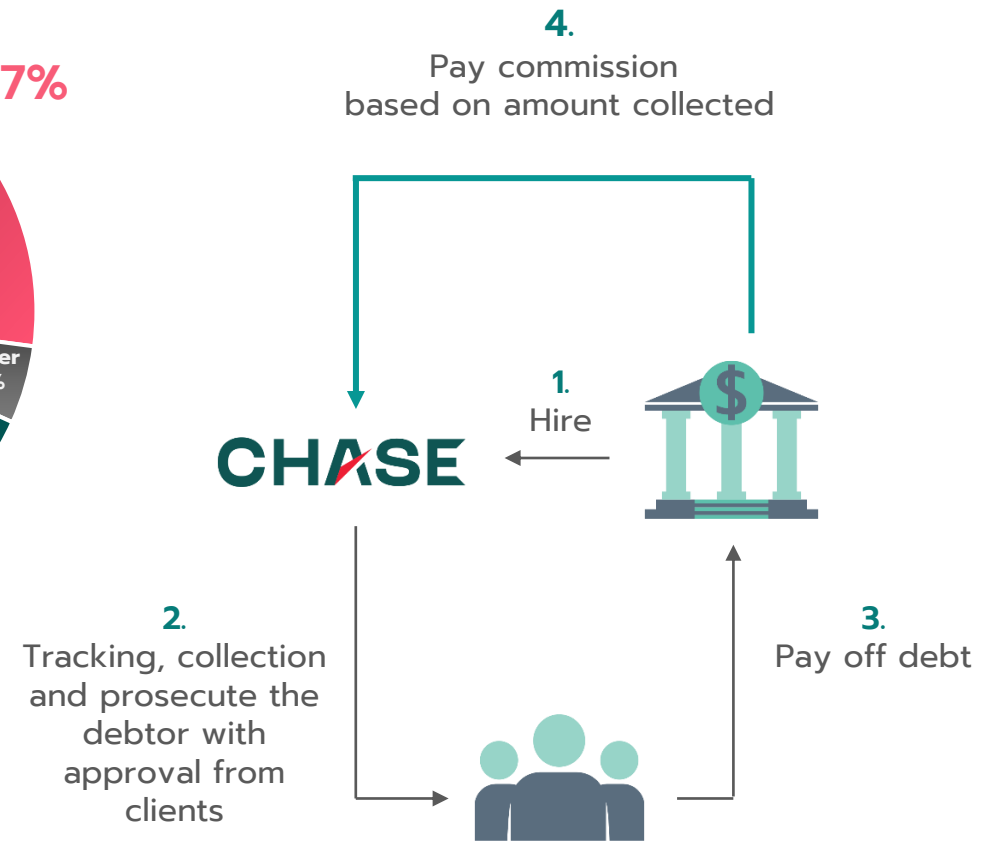 4.
Pay commission
based on amount collected
7%
er
%
1.
Hire
$
CHASE
2.
Tracking, collection
and prosecute the
debtor with
approval from
clients
3.
Pay off debt